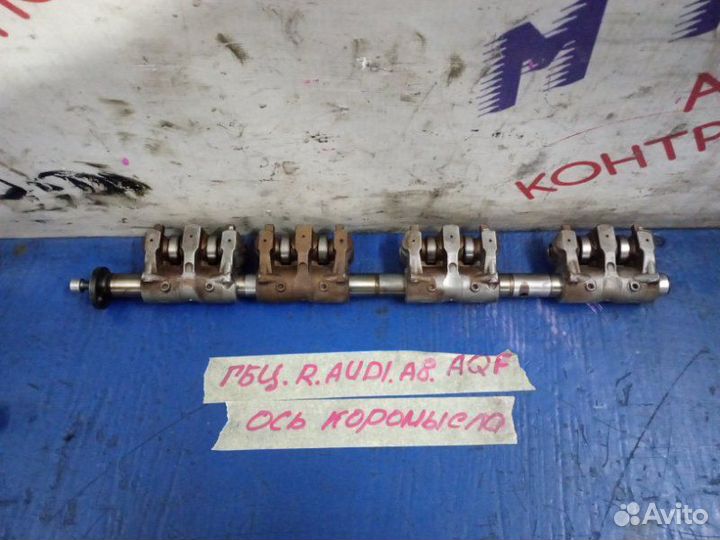 А
КОНТР
ГБЦ. R. AUDI. A8. AQF
ОСЬ КОРОМЫСЛА
Avito